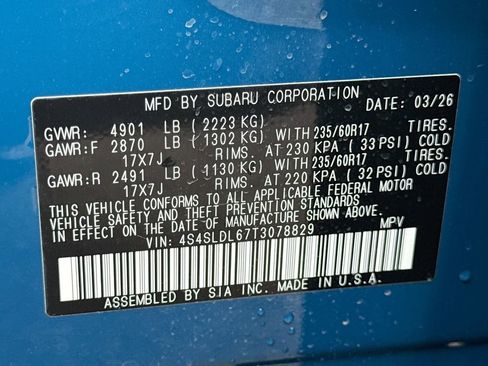 MFD BY SUBARU CORPORATION DATE: 03/26
GVWR: 4901 LB (2223 KG)
GAWR:F 2870 LB (1302 KG) WITH 235/60R17 TIRES.
17X7J RIMS. AT 230 KPA (33 PSI) COLD
GAWR:R 2491 LB (1130 KG) WITH 235/60R17 TIRES.
17X7J RIMS. AT 220 KPA (32 PSI) COLD
THIS VEHICLE CONFORMS TO ALL APPLICABLE FEDERAL MOTOR
VEHICLE SAFETY AND THEFT PREVENTION STANDARDS IN
EFFECT ON THE DATE OF MANUFACTURE SHOWN ABOVE.
VIN: 4S4SLDL67T3078829 MPV
ASSEMBLED BY SIA INC. MADE IN U.S.A.